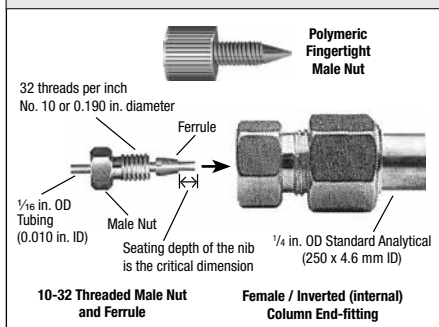 Polymeric
Fingertight
Male Nut
32 threads per inch
No. 10 or 0.190 in. diameter
Ferrule
1/16 in. OD
Tubing
(0.010 in. ID)
Male Nut
Seating depth of the nib
is the critical dimension
1/4 in. OD Standard Analytical
(250 x 4.6 mm ID)
10-32 Threaded Male Nut
and Ferrule
Female / Inverted (internal)
Column End-fitting